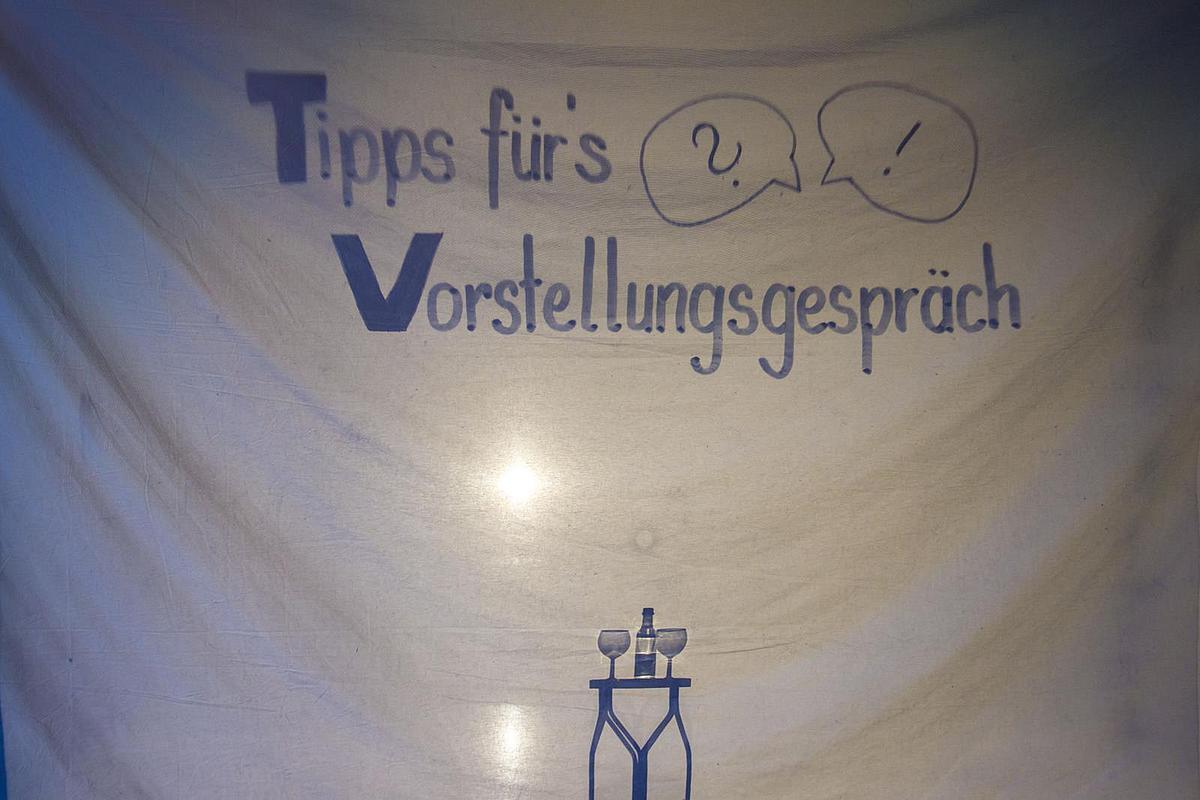 Tipps für's ? !
Vorstellungsgespräch